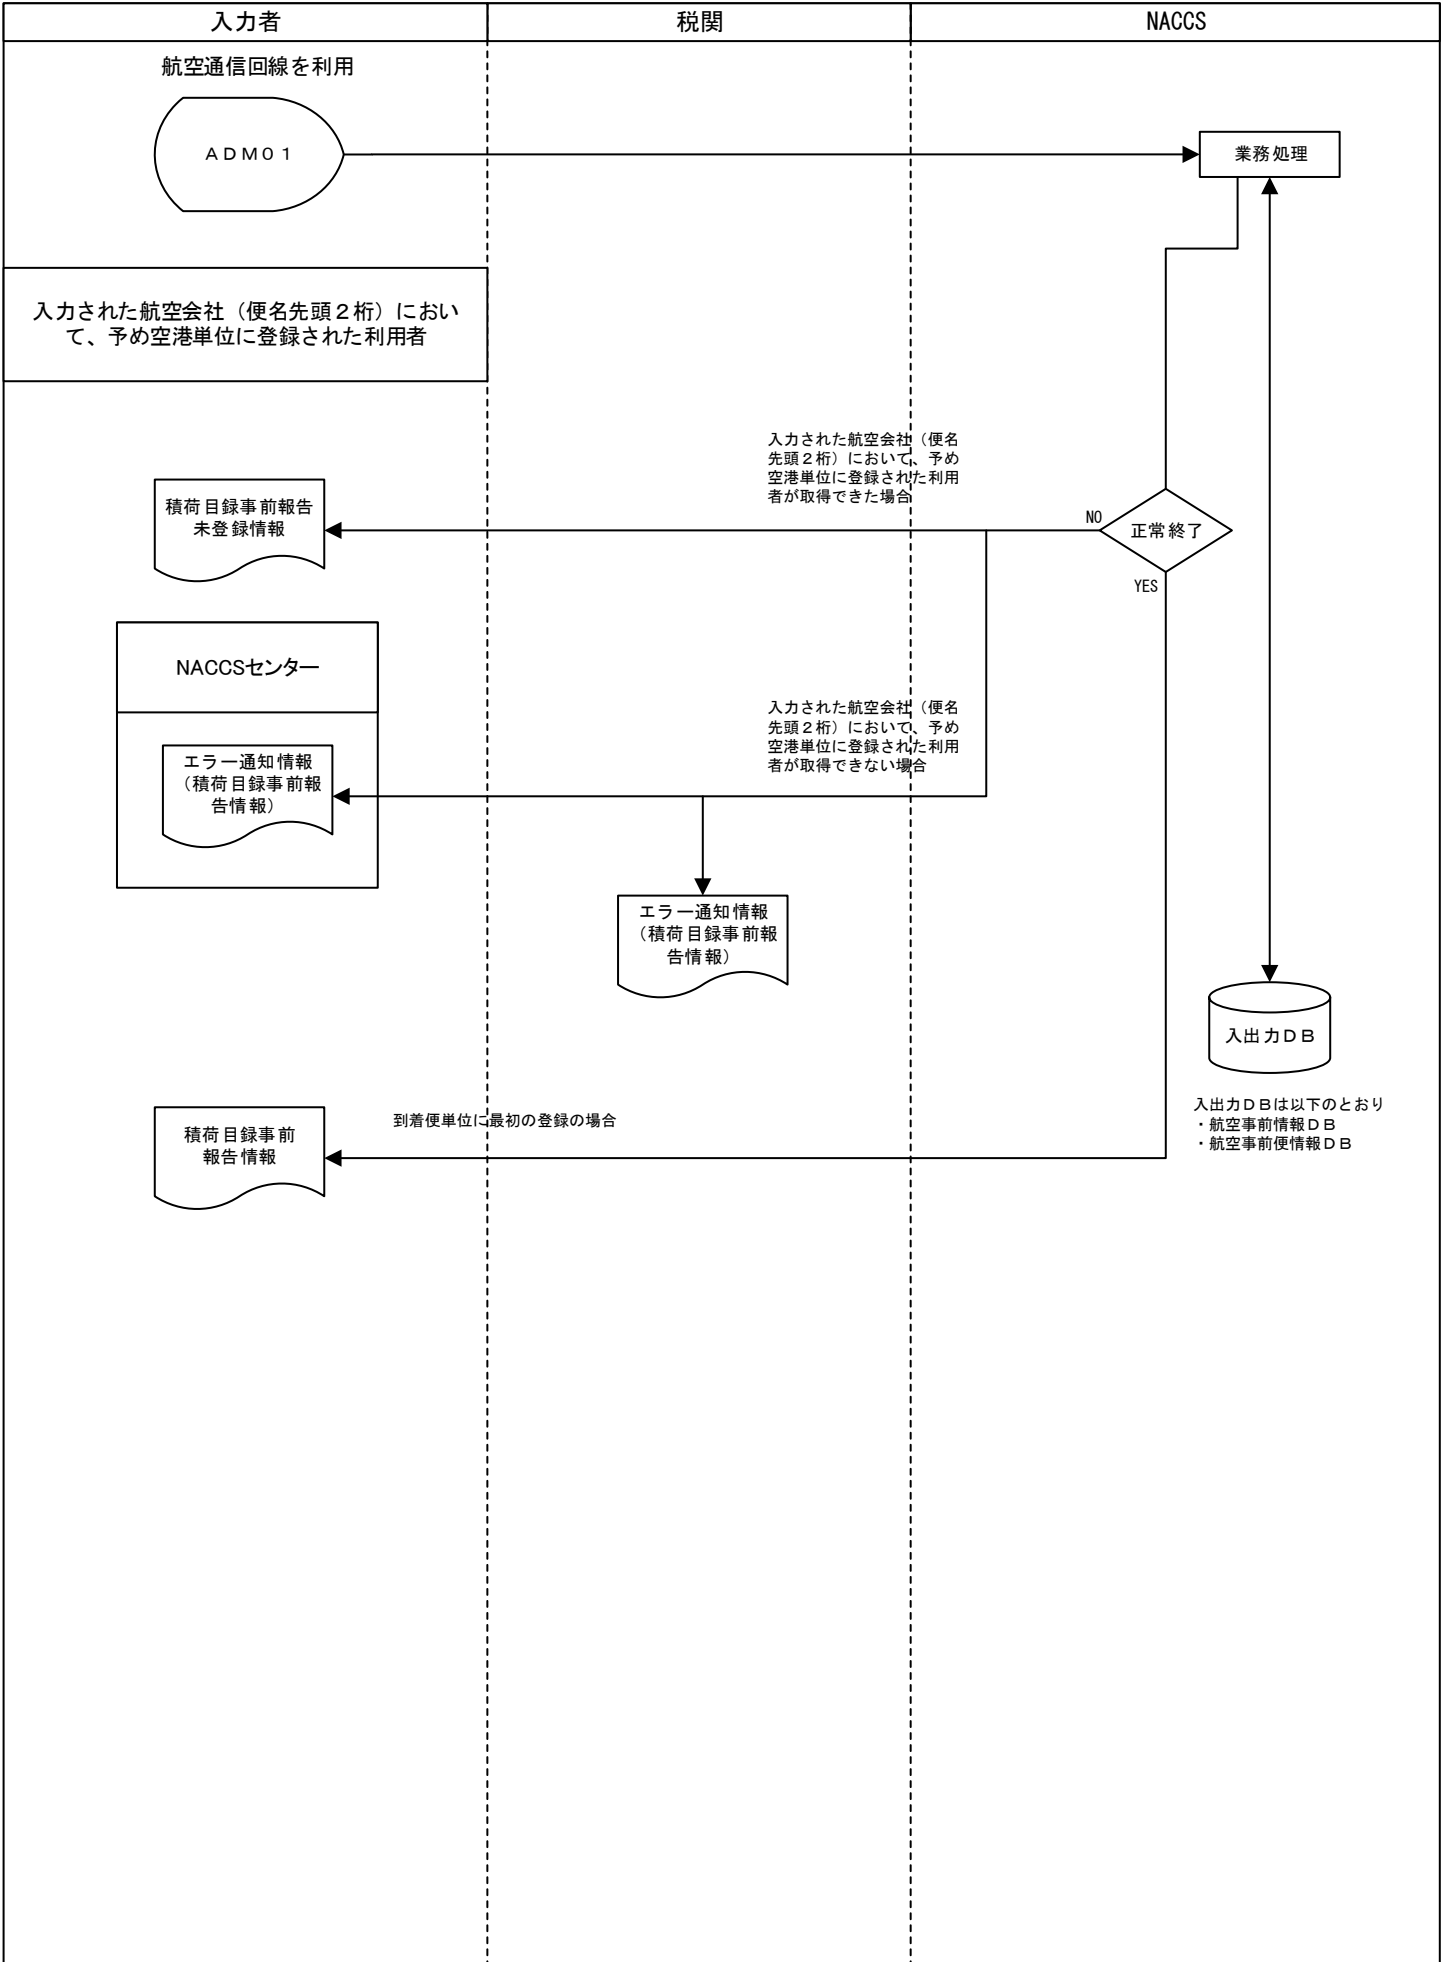 入力者
税関
NACCS
航空通信回線を利用
ＡＤＭ０１
業務処理
入力された航空会社（便名先頭２桁）におい
て、予め空港単位に登録された利用者
入力された航空会社（便名
先頭２桁）において、予め
空港単位に登録された利用
者が取得できた場合
積荷目録事前報告
未登録情報
NO
正常終了
YES
NACCSセンター
入力された航空会社（便名
先頭２桁）において、予め
空港単位に登録された利用
者が取得できない場合
エラー通知情報
（積荷目録事前報
告情報）
エラー通知情報
（積荷目録事前報
告情報）
入出力ＤＢ
入出力ＤＢは以下のとおり
・航空事前情報ＤＢ
・航空事前便情報ＤＢ
到着便単位に最初の登録の場合
積荷目録事前
報告情報